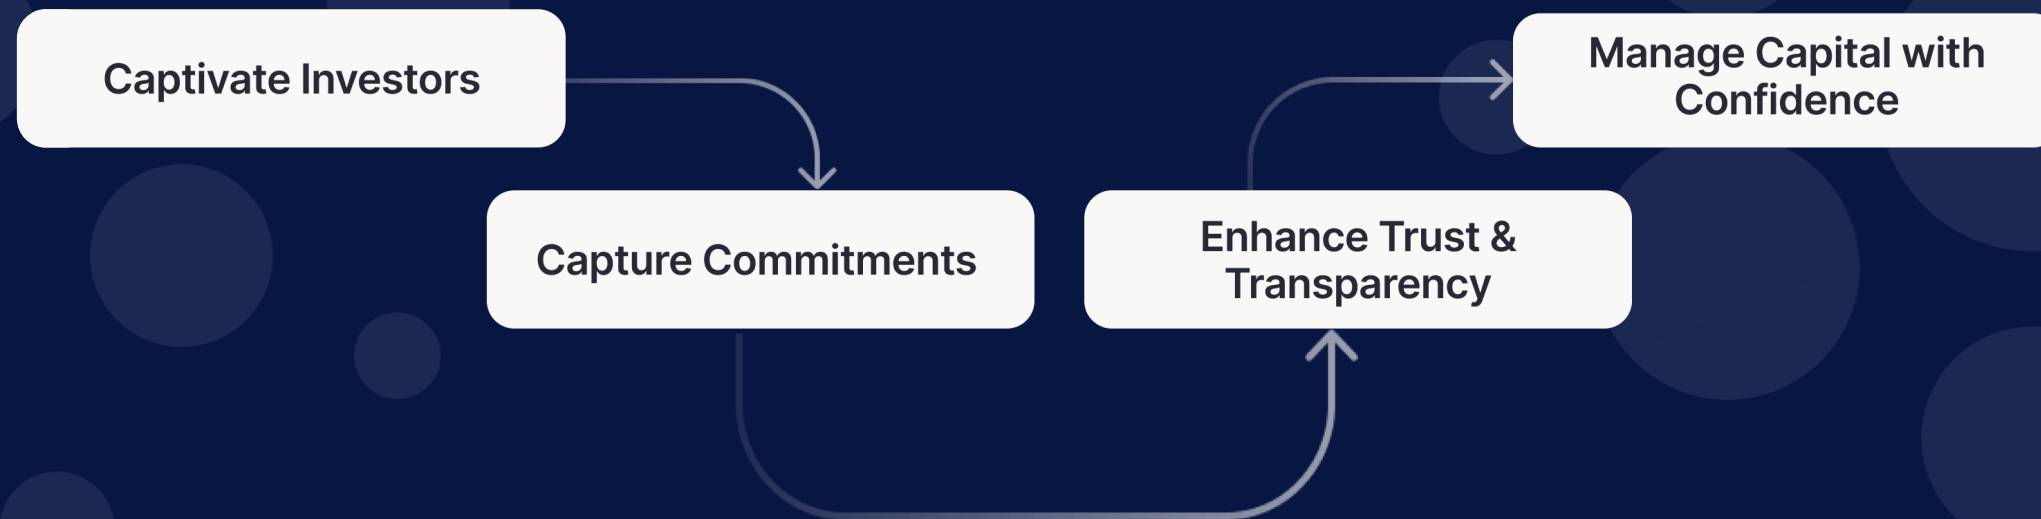 Captivate Investors
Capture Commitments
Enhance Trust &
Transparency
Manage Capital with
Confidence